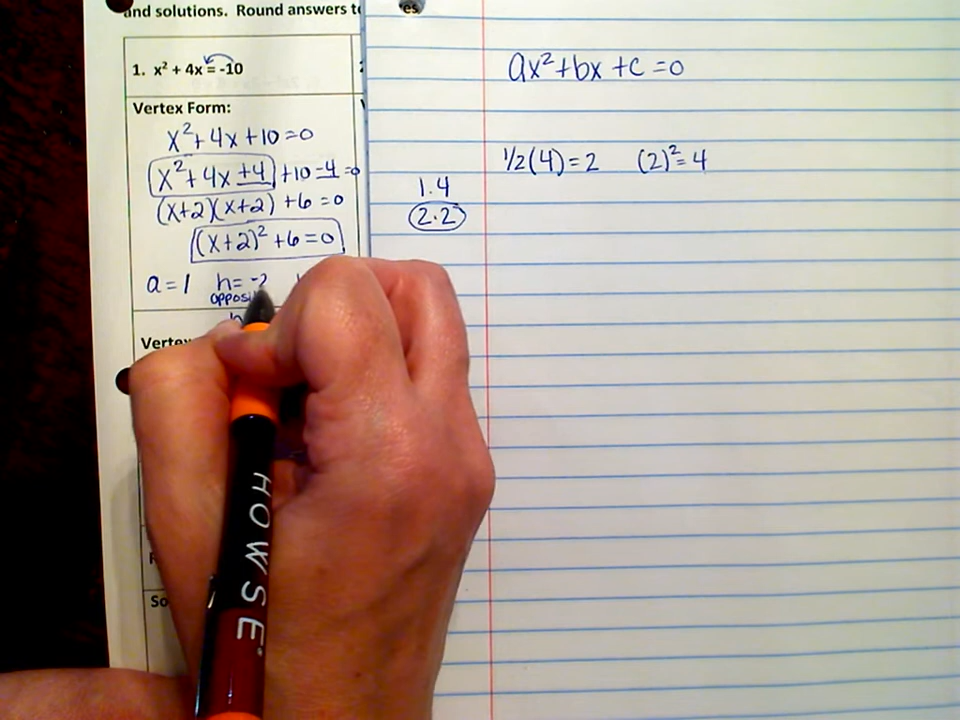 and solutions. Round answers to
1. x² + 4x = -10
Vertex Form:
x² + 4x + 10 = 0
x² + 4x + 4 + 10 - 4 = 0
(x+2)(x+2) + 6 = 0
(x+2)² + 6 = 0
a = 1 h = -2
ax² + bx + c = 0
1/2(4) = 2 (2)² = 4
1·4
2·2
HOWSE